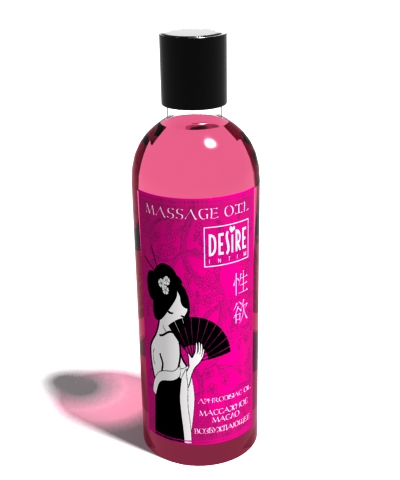 MASSAGE OIL
DESIRE
INTIM
性
欲
APHRODISIAC OIL
МАССАЖНОЕ
МАСЛО
ВОЗБУЖДАЮЩЕЕ